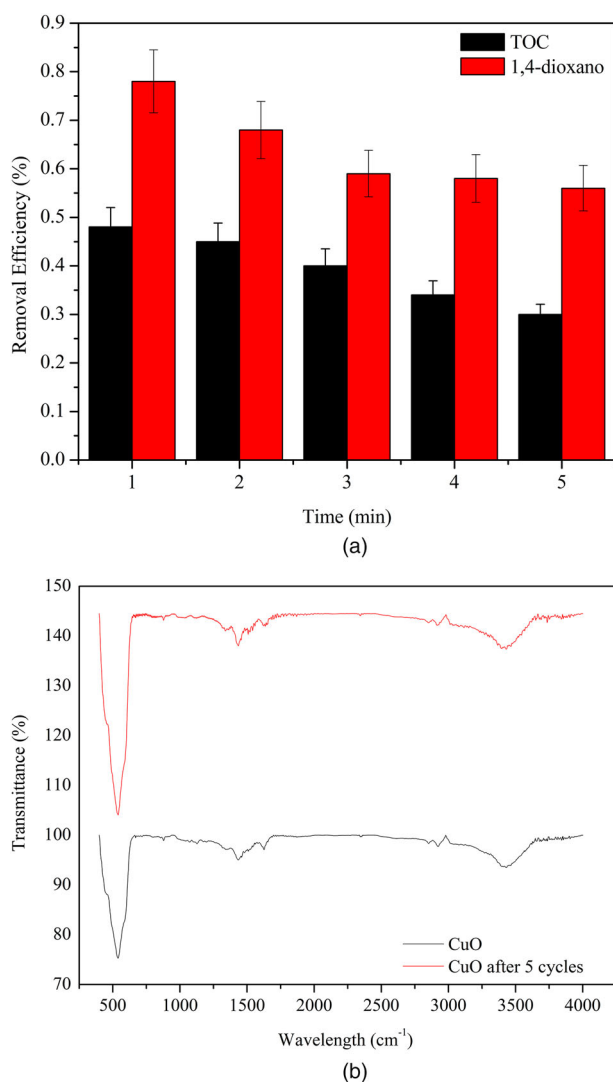 0.9
0.8
0.7
0.6
0.5
0.4
0.3
0.2
0.1
0.0
Removal Efficiency (%)
TOC
1,4-dioxano
1 2 3 4 5
Time (min)
(a)
150
140
130
120
110
100
90
80
70
Transmittance (%)
CuO
CuO after 5 cycles
500 1000 1500 2000 2500 3000 3500 4000
Wavelength (cm⁻¹)
(b)